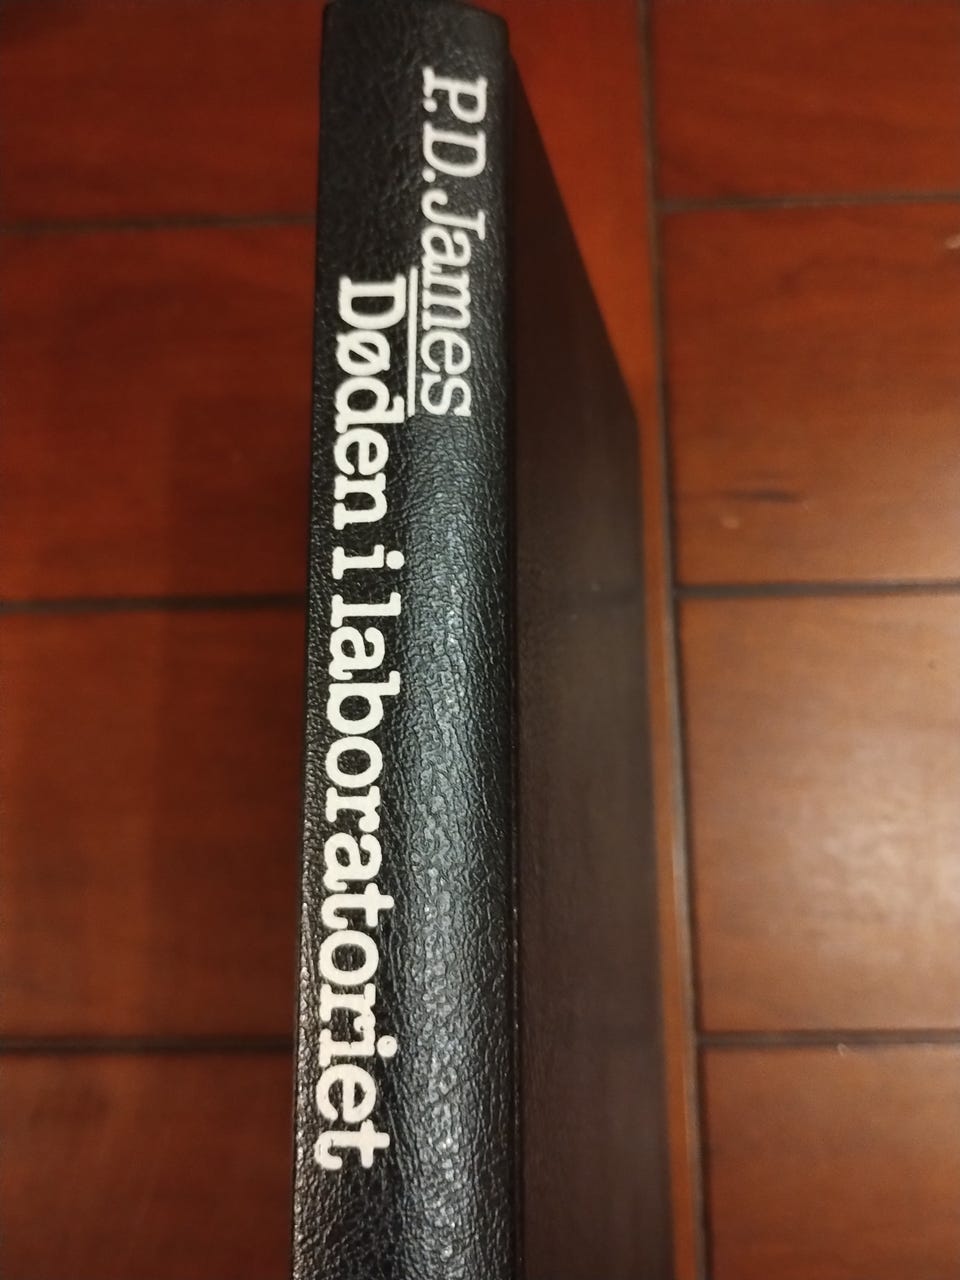 P.D. James
Døden i laboratoriet